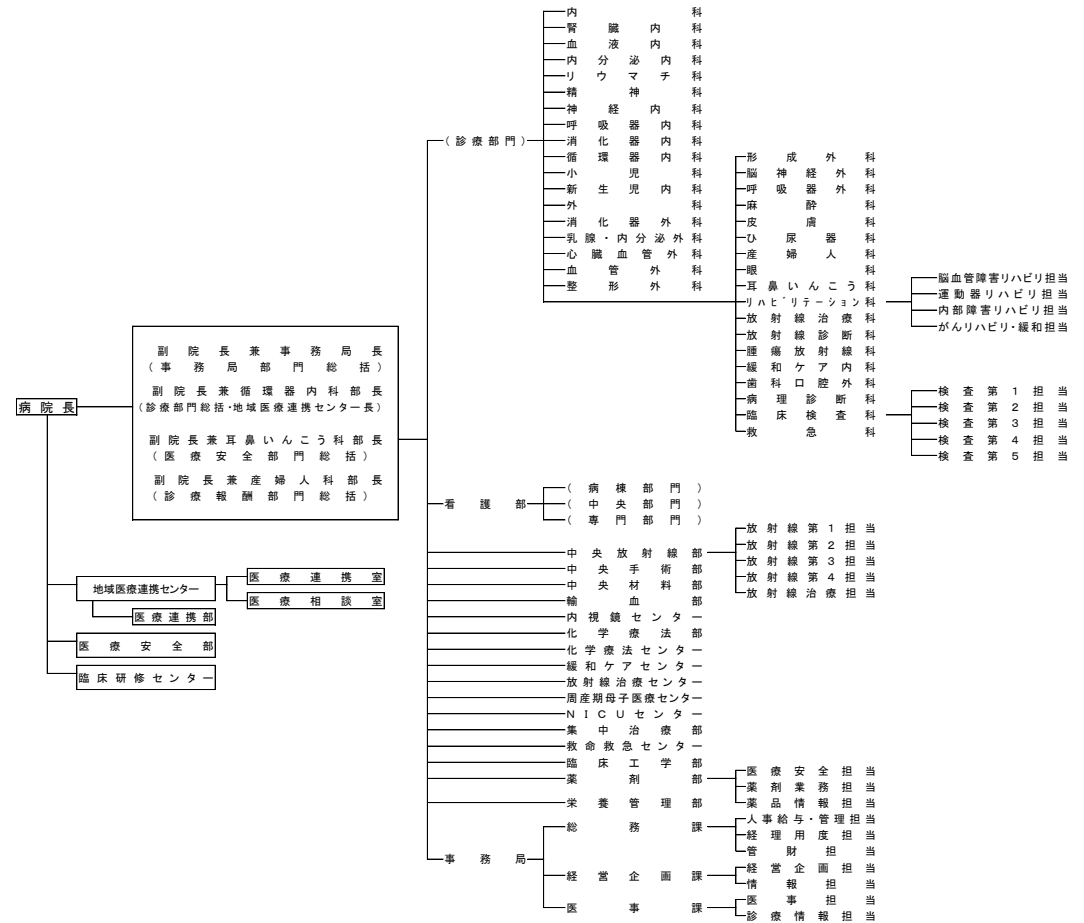 病院長
副院長兼事務局長
(事務局部門総括)
副院長兼循環器内科部長
(診療部門総括・地域医療連携センター長)
副院長兼耳鼻いんこう科部長
(医療安全部門総括)
副院長兼産婦人科部長
(診療報酬部門総括)
地域医療連携センター
医療連携室
医療相談室
医療連携部
医療安全部
臨床研修センター
(診療部門)
内科
腎臓内科
血液内科
内分泌内科
リウマチ科
精神科
神経内科
呼吸器内科
消化器内科
循環器内科
小児科
新生児内科
外科
消化器外科
乳腺・内分泌外科
心臓血管外科
血管外科
整形外科
形成外科
脳神経外科
呼吸器外科
麻酔科
皮膚科
ひ尿器科
産婦人科
眼科
耳鼻いんこう科
リハビリテーション科
脳血管障害リハビリ担当
運動器リハビリ担当
内部障害リハビリ担当
がんリハビリ・緩和担当
放射線治療科
放射線診断科
腫瘍放射線科
緩和ケア内科
歯科口腔外科
病理診断科
臨床検査科
検査第1担当
検査第2担当
検査第3担当
検査第4担当
検査第5担当
救急科
看護部
(病棟部門)
(中央部門)
(専門部門)
中央放射線部
放射線第1担当
放射線第2担当
放射線第3担当
放射線第4担当
放射線治療担当
中央手術部
中央材料部
輸血部
内視鏡センター
化学療法部
化学療法センター
緩和ケアセンター
放射線治療センター
周産期母子医療センター
NICUセンター
集中治療部
救命救急センター
臨床工学部
薬剤部
医療安全担当
薬剤業務担当
薬品情報担当
栄養管理部
事務局
総務課
人事給与・管理担当
経理用度担当
管財担当
経営企画課
経営企画担当
情報担当
医事課
医事担当
診療情報担当